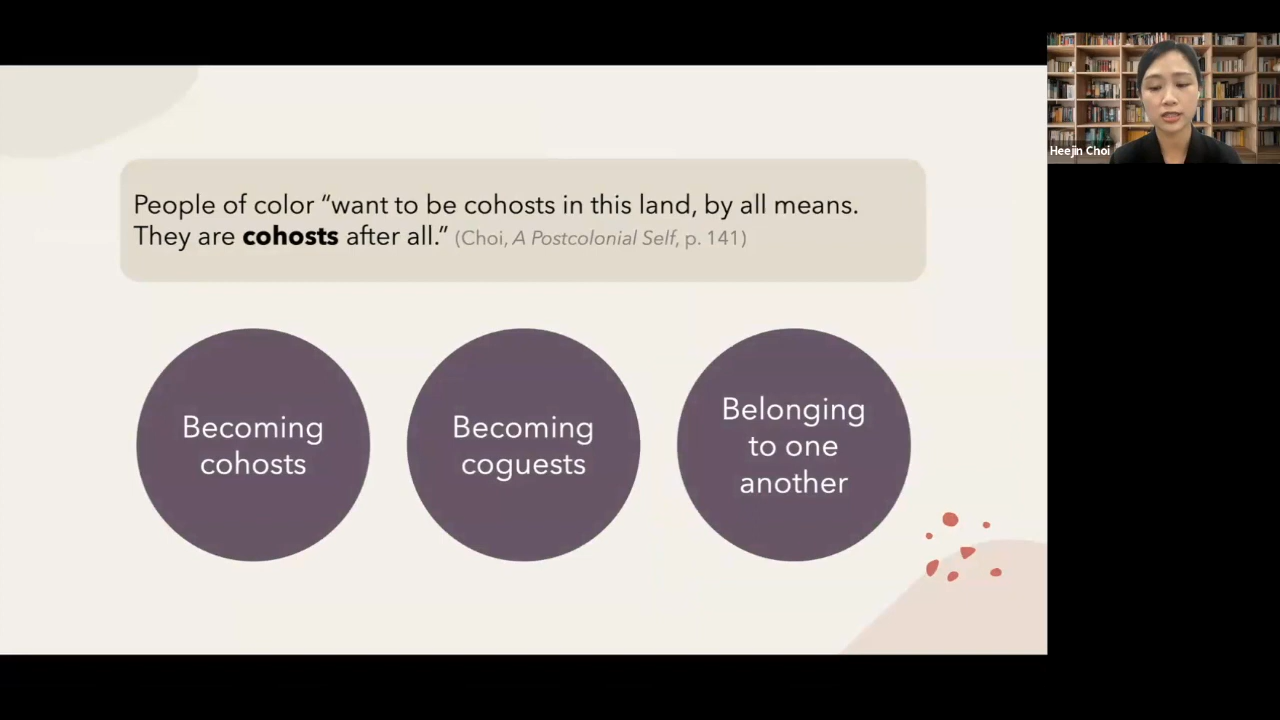 People of color “want to be cohosts in this land, by all means.
They are cohosts after all.” (Choi, A Postcolonial Self, p. 141)
Becoming
cohosts
Becoming
coguests
Belonging
to one
another
Heejin Choi